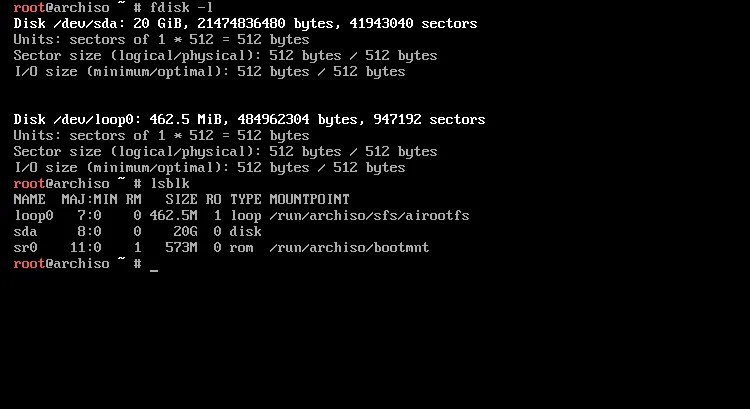 root@archiso ~ # fdisk -l
Disk /dev/sda: 20 GiB, 21474836480 bytes, 41943040 sectors
Units: sectors of 1 * 512 = 512 bytes
Sector size (logical/physical): 512 bytes / 512 bytes
I/O size (minimum/optimal): 512 bytes / 512 bytes
Disk /dev/loop0: 462.5 MiB, 484962304 bytes, 947192 sectors
Units: sectors of 1 * 512 = 512 bytes
Sector size (logical/physical): 512 bytes / 512 bytes
I/O size (minimum/optimal): 512 bytes / 512 bytes
root@archiso ~ # lsblk
NAME  MAJ:MIN RM   SIZE RO TYPE MOUNTPOINT
loop0   7:0    0 462.5M  1 loop /run/archiso/sfs/airootfs
sda     8:0    0    20G  0 disk
sr0    11:0    1   573M  0 rom  /run/archiso/bootmnt
root@archiso ~ # _